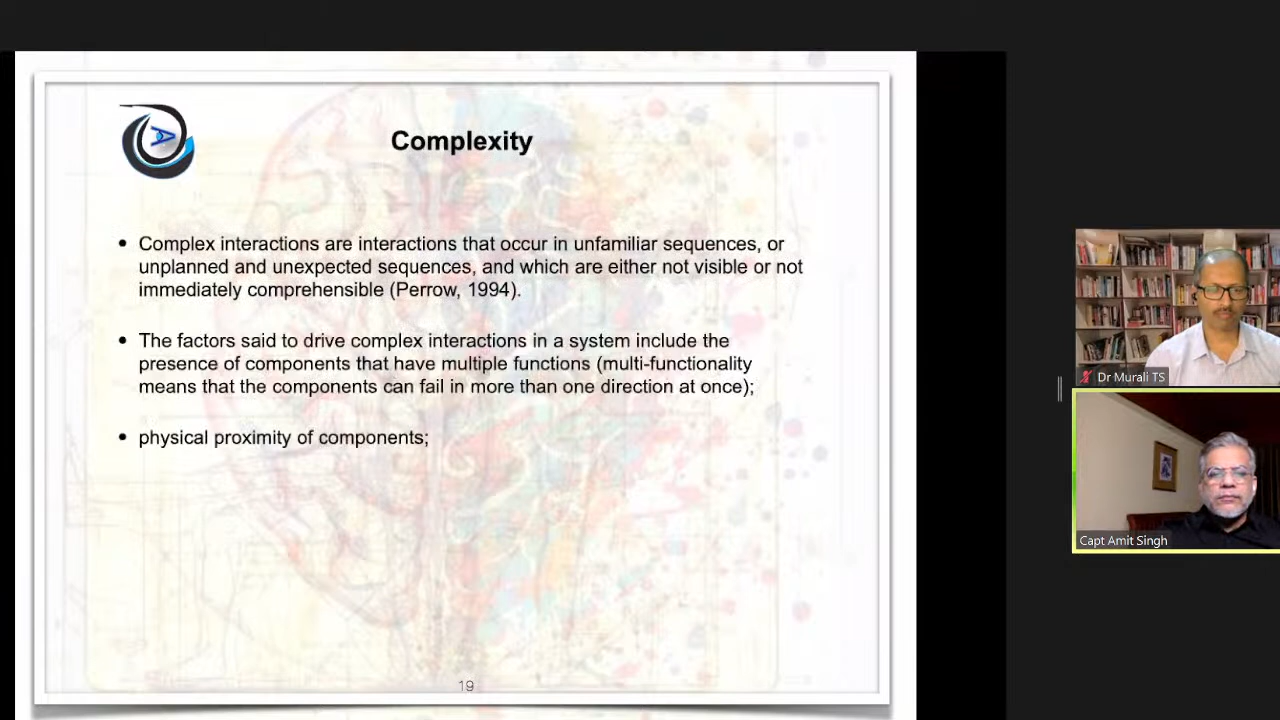 Complexity
• Complex interactions are interactions that occur in unfamiliar sequences, or
unplanned and unexpected sequences, and which are either not visible or not
immediately comprehensible (Perrow, 1994).
• The factors said to drive complex interactions in a system include the
presence of components that have multiple functions (multi-functionality
means that the components can fail in more than one direction at once);
• physical proximity of components;
19
Dr Murali TS
Capt Amit Singh